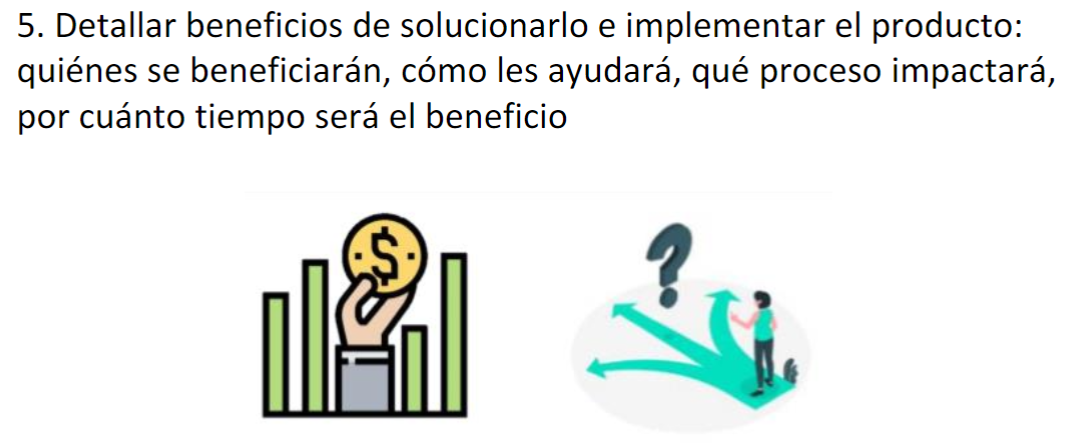 5. Detallar beneficios de solucionarlo e implementar el producto:
quiénes se beneficiarán, cómo les ayudará, qué proceso impactará,
por cuánto tiempo será el beneficio
$
?